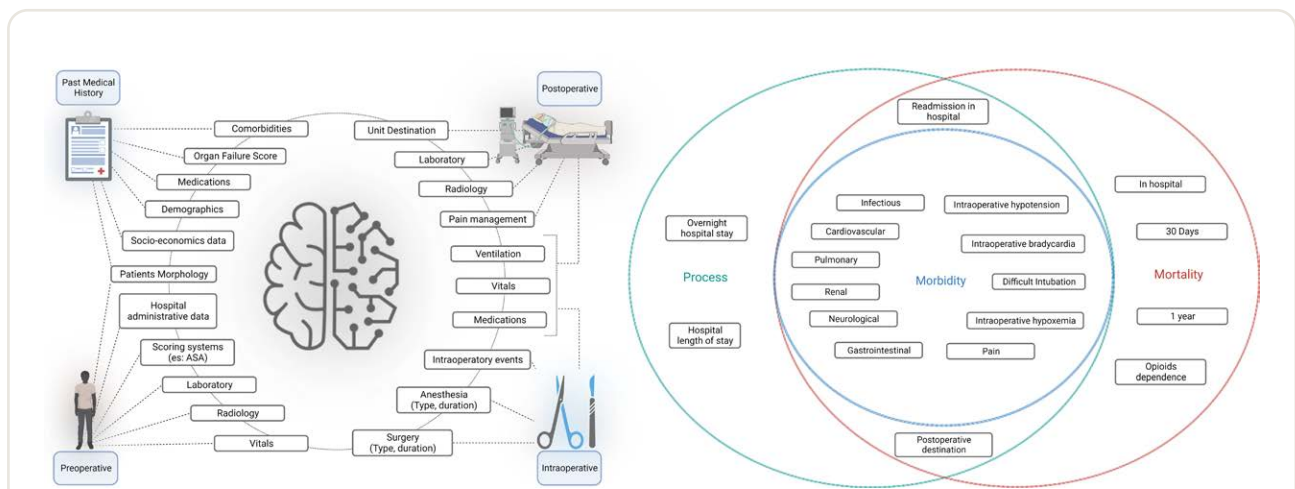 Past Medical
History
Comorbidities
Organ Failure Score
Medications
Demographics
Socio-economics data
Patients Morphology
Hospital
administrative data
Scoring systems
(es: ASA)
Laboratory
Radiology
Vitals
Preoperative
Postoperative
Unit Destination
Laboratory
Radiology
Pain management
Ventilation
Vitals
Medications
Intraoperatory events
Anesthesia
(Type, duration)
Surgery
(Type, duration)
Intraoperative
Process
Overnight
hospital stay
Hospital
length of stay
Readmission in
hospital
Infectious
Cardiovascular
Pulmonary
Renal
Neurological
Gastrointestinal
Morbidity
Intraoperative hypotension
Intraoperative bradycardia
Difficult Intubation
Intraoperative hypoxemia
Pain
Postoperative
destination
In hospital
30 Days
Mortality
1 year
Opioids
dependence